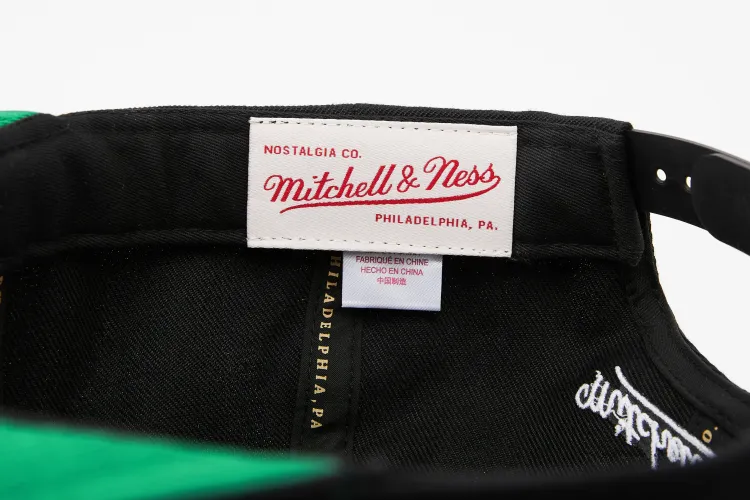 NOSTALGIA CO.
Mitchell & Ness
PHILADELPHIA, PA.
FABRIQUÉ EN CHINE
HECHO EN CHINA
中国制造
PHILADELPHIA, PA